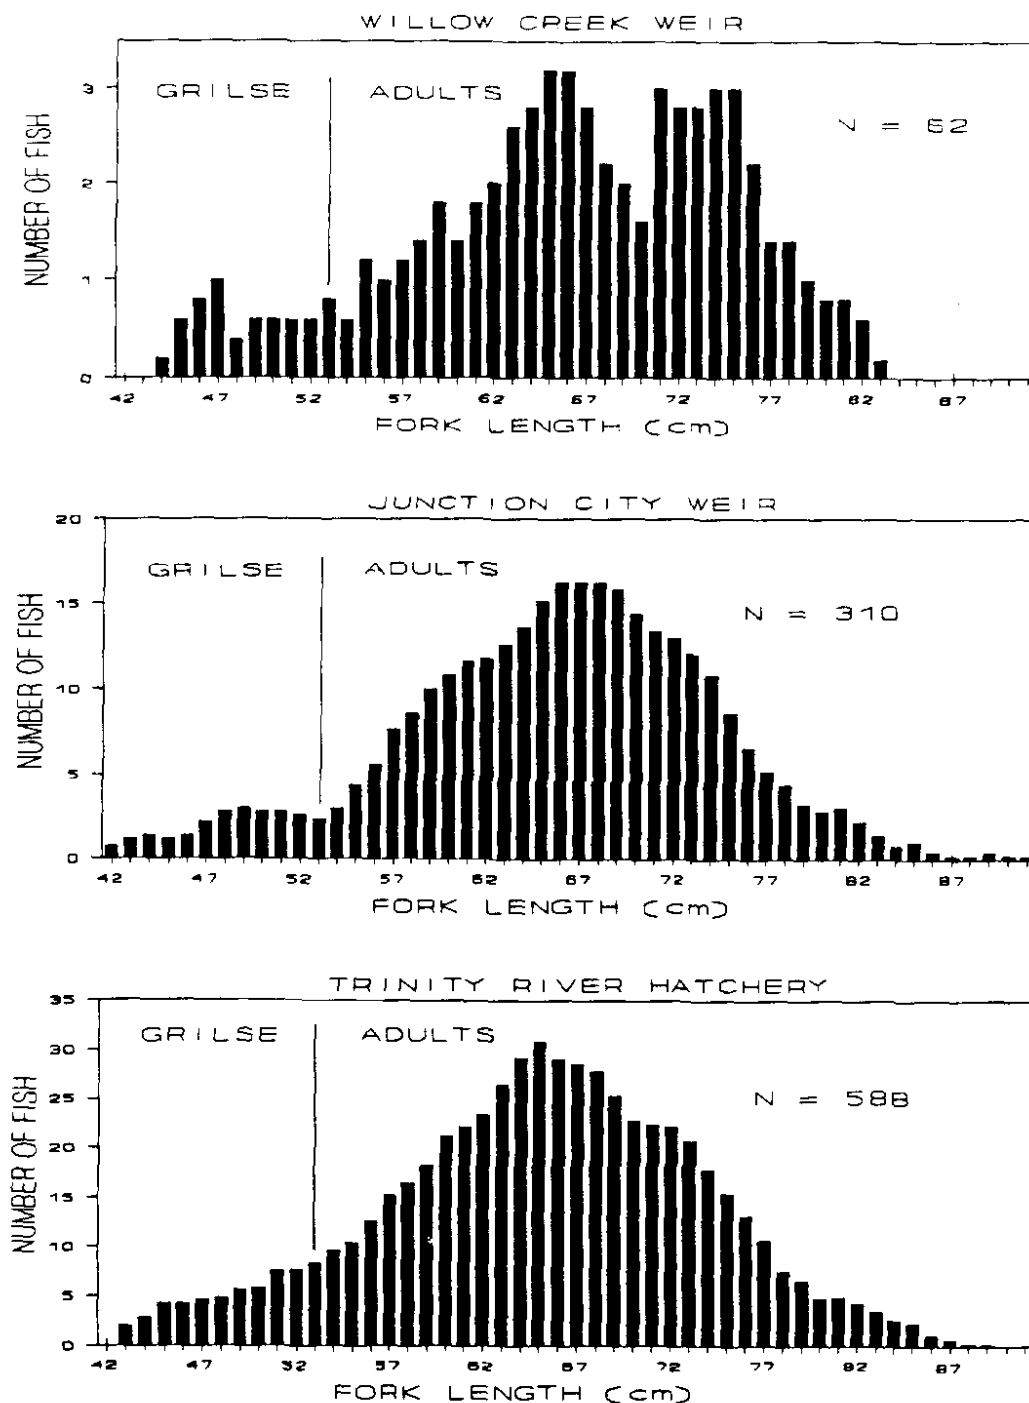 WILLOW CREEK WEIR
GRILSE ADULTS
N = 62
NUMBER OF FISH
3
2
1
0
42 47 52 57 62 67 72 77 82 87
FORK LENGTH (cm)
JUNCTION CITY WEIR
GRILSE ADULTS
N = 310
NUMBER OF FISH
20
15
10
5
0
42 47 52 57 62 67 72 77 82 87
FORK LENGTH (cm)
TRINITY RIVER HATCHERY
GRILSE ADULTS
N = 588
NUMBER OF FISH
35
30
25
20
15
10
5
0
42 47 52 57 62 67 72 77 82 87
FORK LENGTH (cm)